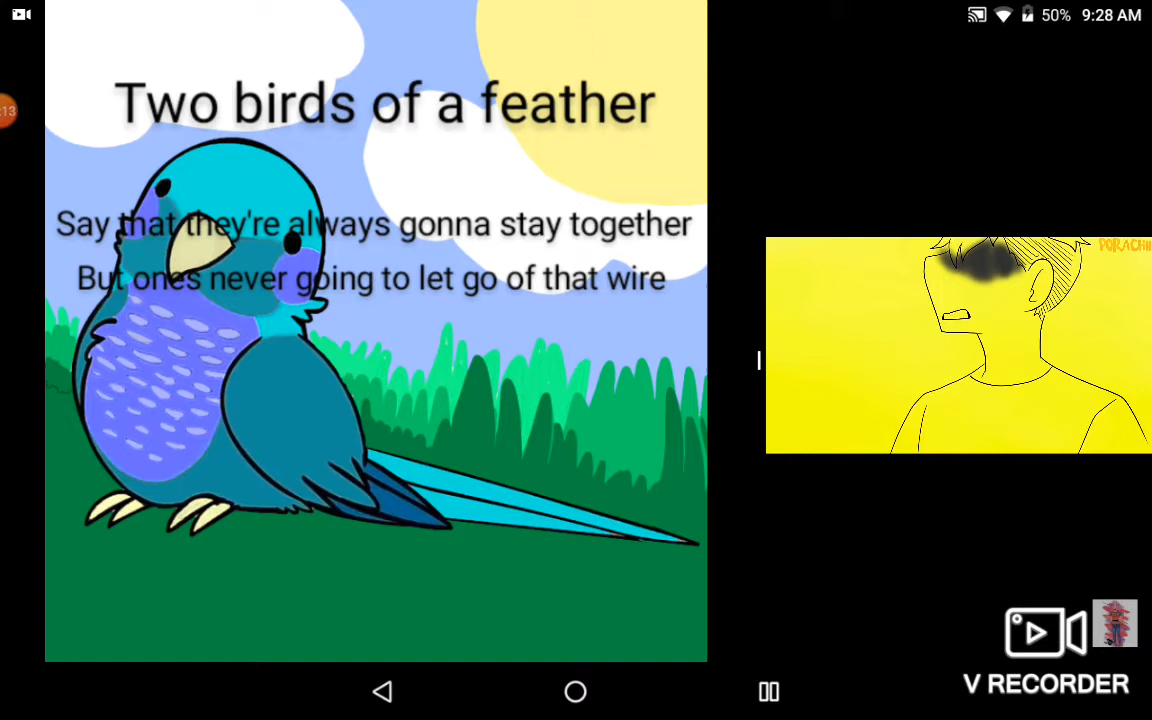 50% 9:28 AM
:13
Two birds of a feather
Say that they're always gonna stay together
But ones never going to let go of that wire
V RECORDER